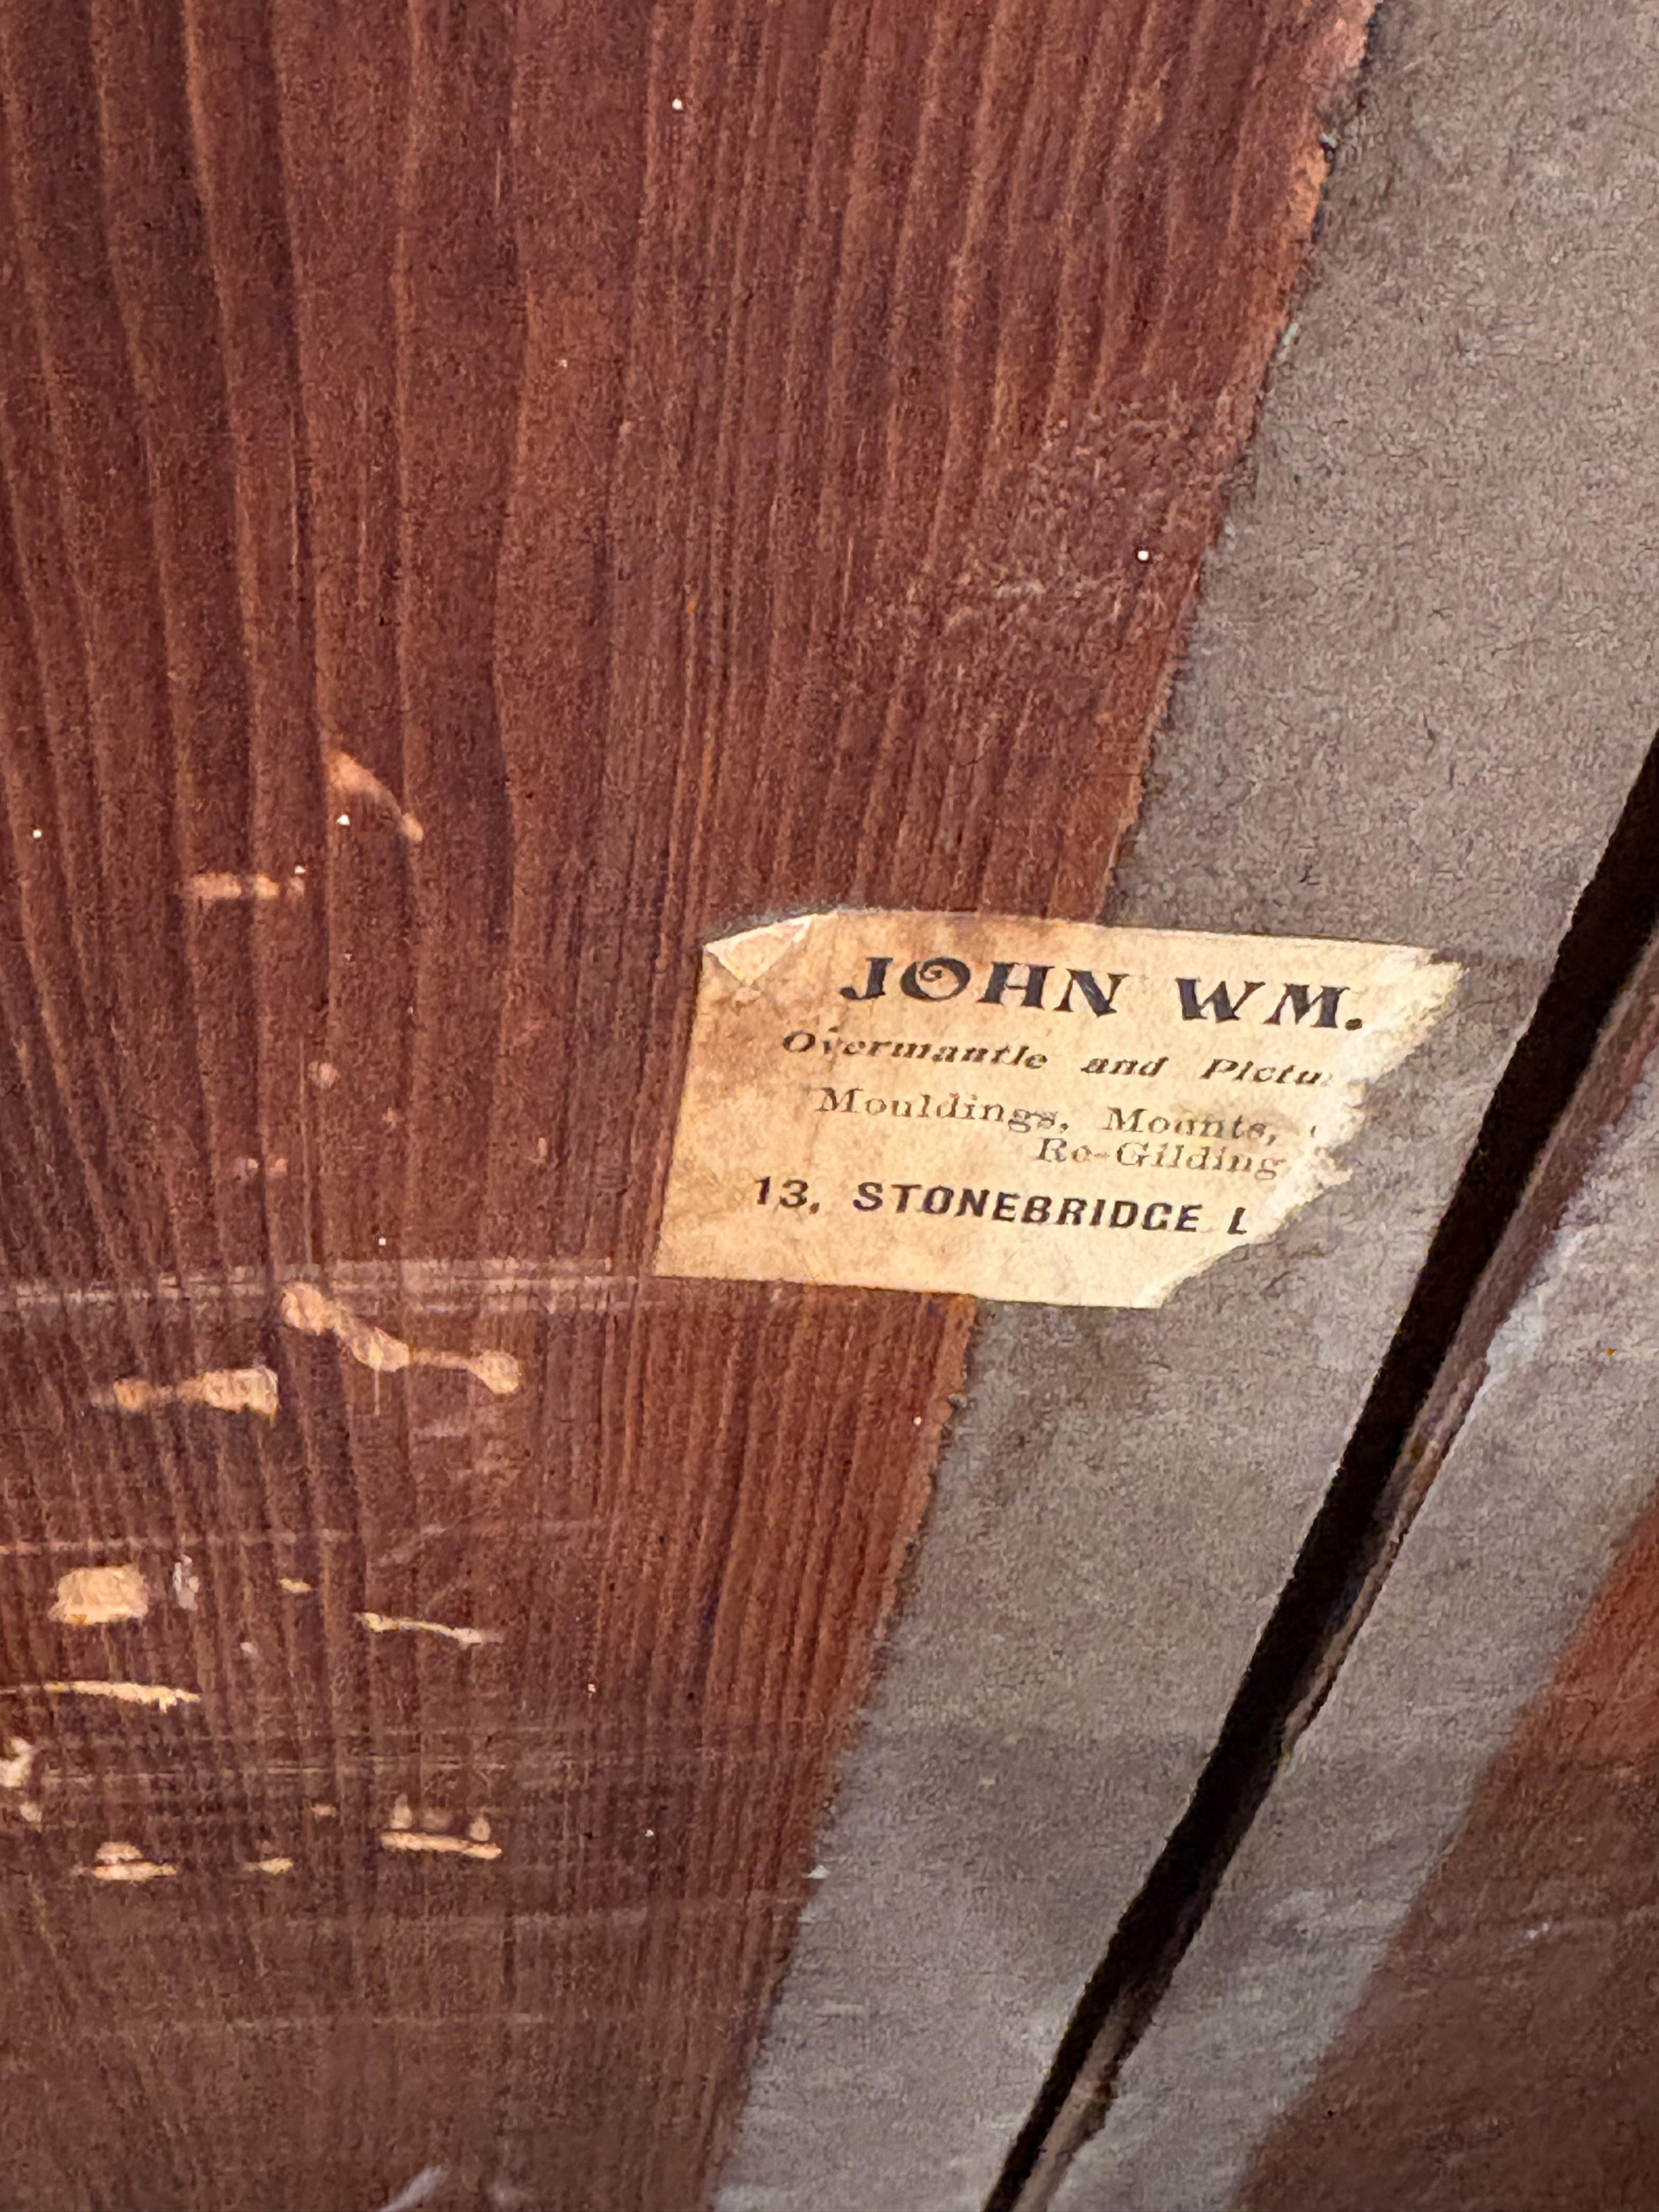 JOHN WM.
Overmantle and Pictu
Mouldings, Mounts,
Re-Gilding
13, STONEBRIDGE L